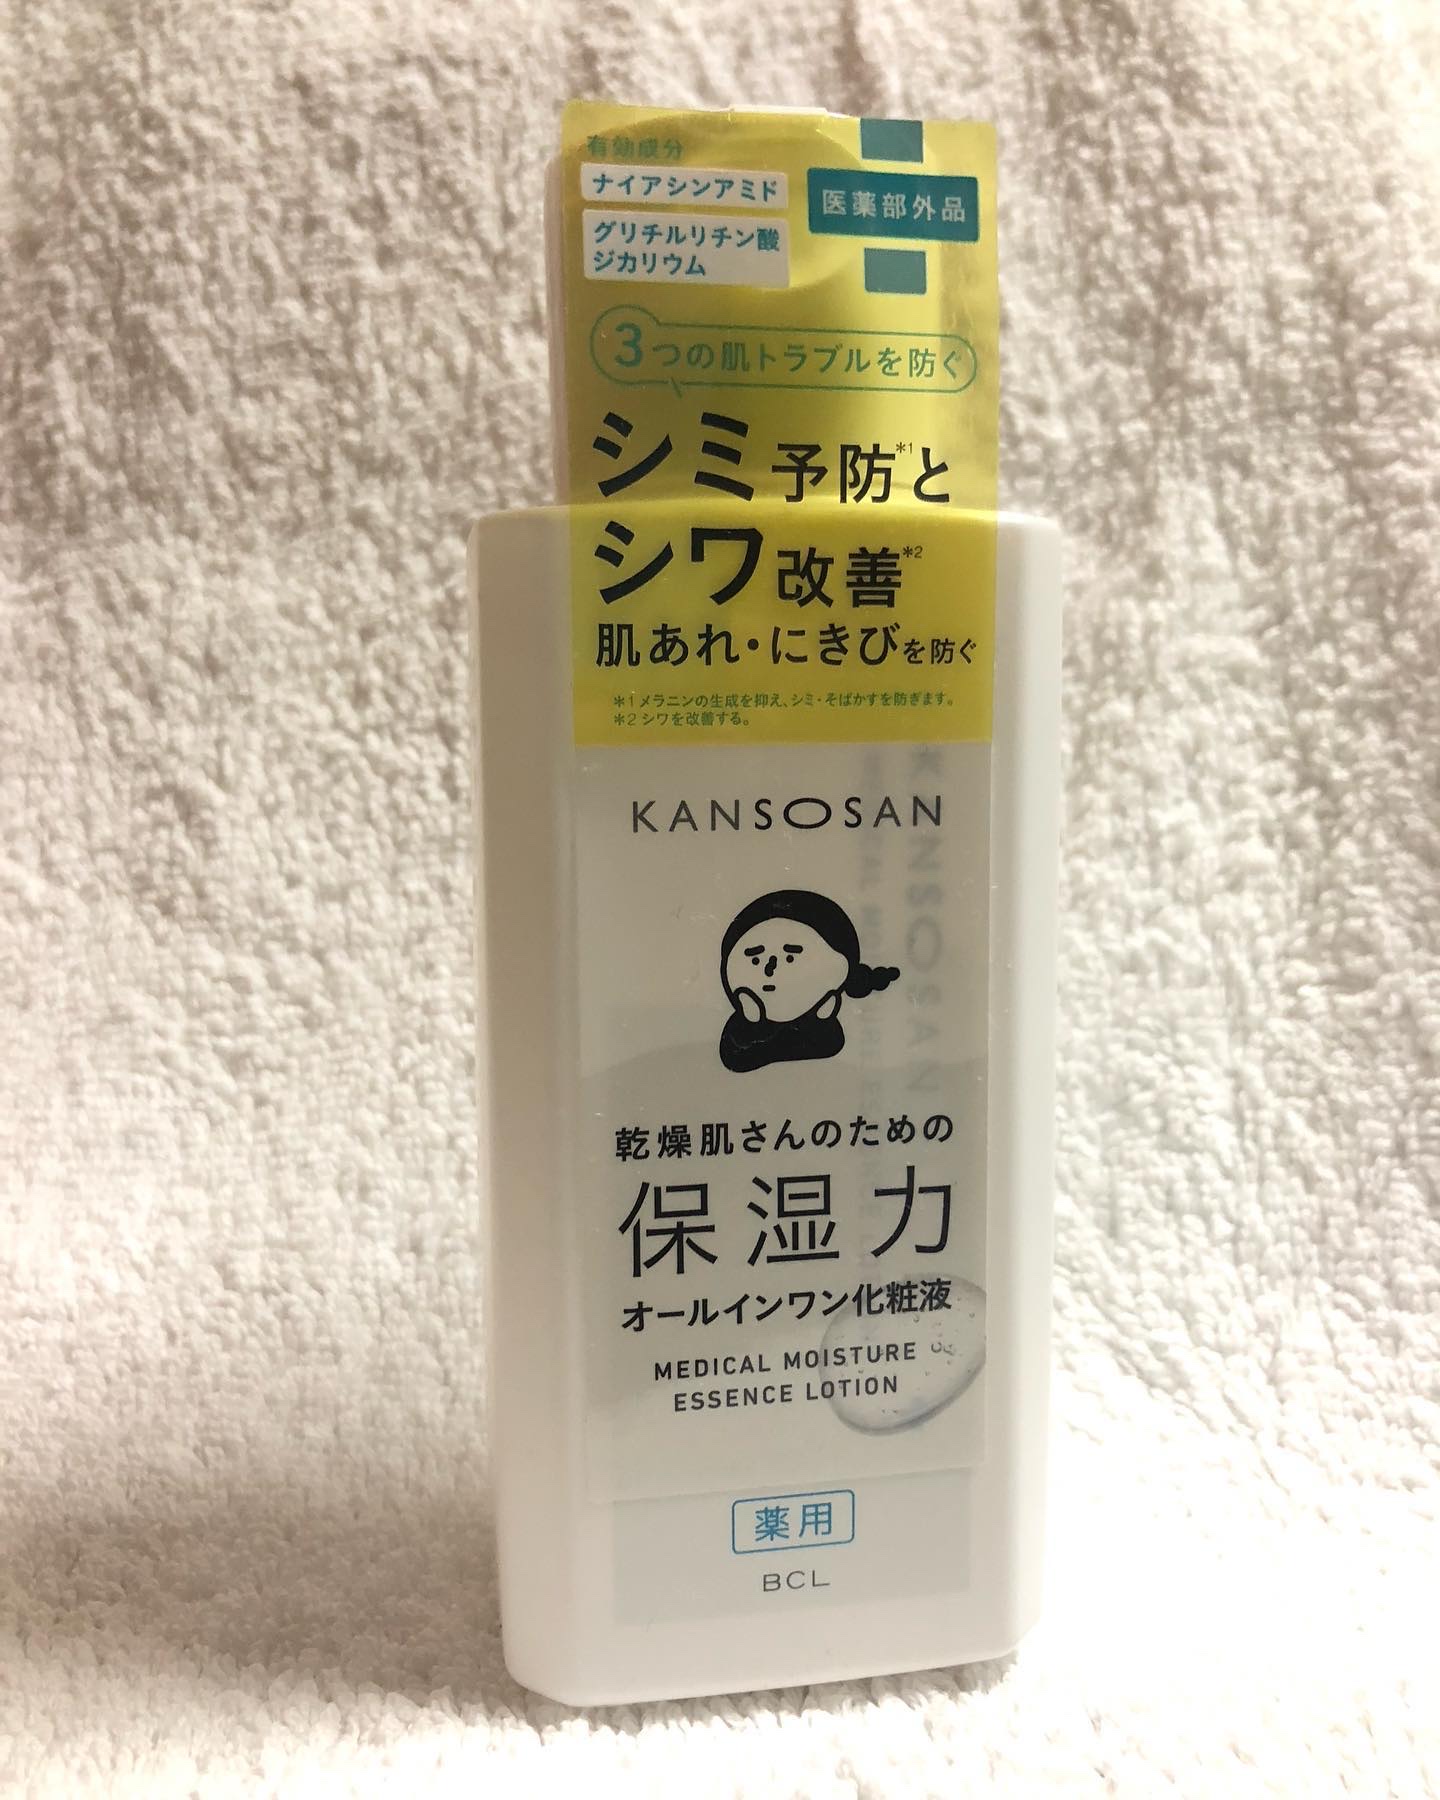 有効成分
ナイアシンアミド
グリチルリチン酸
ジカリウム
医薬部外品
3つの肌トラブルを防ぐ
シミ予防*1と
シワ改善*2
肌あれ・にきびを防ぐ
*1 メラニンの生成を抑え、シミ・そばかすを防ぎます。
*2 シワを改善する。
KANSOSAN
乾燥肌さんのための
保湿力
オールインワン化粧液
MEDICAL MOISTURE
ESSENCE LOTION
薬用
BCL